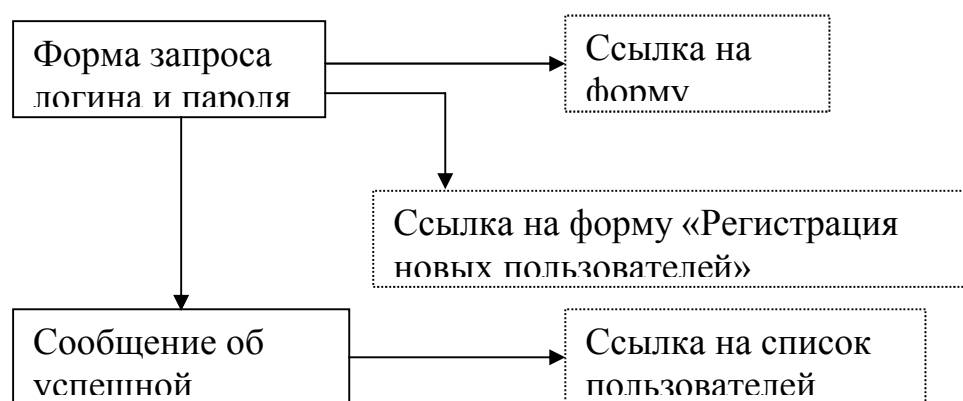 Форма запроса
логина и пароля
Ссылка на
форму
Ссылка на форму «Регистрация
новых пользователей»
Сообщение об
успешной
Ссылка на список
пользователей